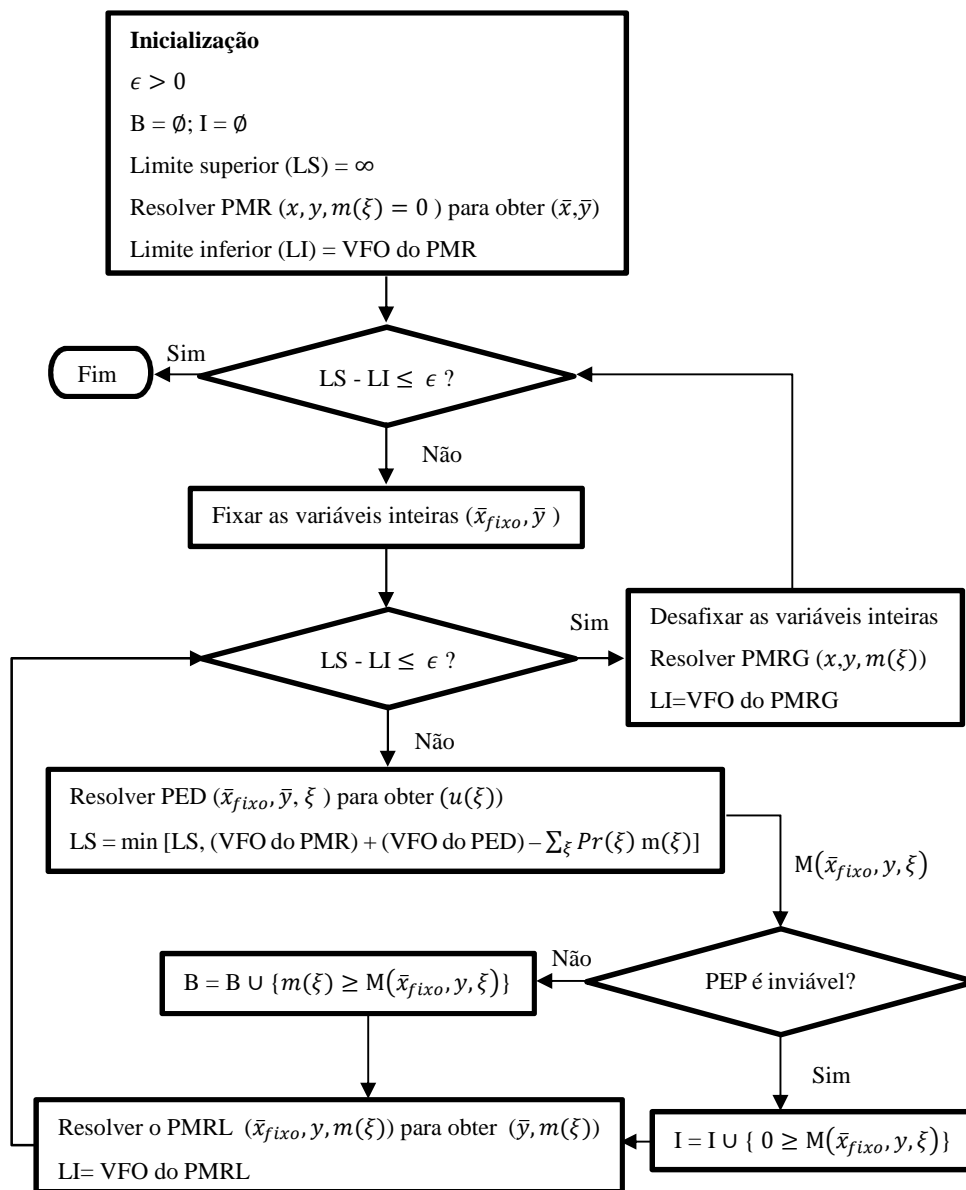 Inicialização
ϵ > 0
B = ∅; I = ∅
Limite superior (LS) = ∞
Resolver PMR (x, y, m(ξ) = 0 ) para obter (x̄,ȳ)
Limite inferior (LI) = VFO do PMR
Sim
Fim
LS - LI ≤ ϵ ?
Não
Fixar as variáveis inteiras (x̄_fixo, ȳ )
LS - LI ≤ ϵ ?
Sim
Desafixar as variáveis inteiras
Resolver PMRG (x,y, m(ξ))
LI=VFO do PMRG
Não
Resolver PED (x̄_fixo, ȳ, ξ ) para obter (u(ξ))
LS = min [LS, (VFO do PMR) + (VFO do PED) – ∑_ξ Pr(ξ) m(ξ)]
M(x̄_fixo, y, ξ)
Não
B = B ∪ {m(ξ) ≥ M(x̄_fixo, y, ξ)}
PEP é inviável?
Sim
Resolver o PMRL (x̄_fixo, y, m(ξ)) para obter (ȳ, m(ξ))
LI= VFO do PMRL
I = I ∪ { 0 ≥ M(x̄_fixo, y, ξ)}